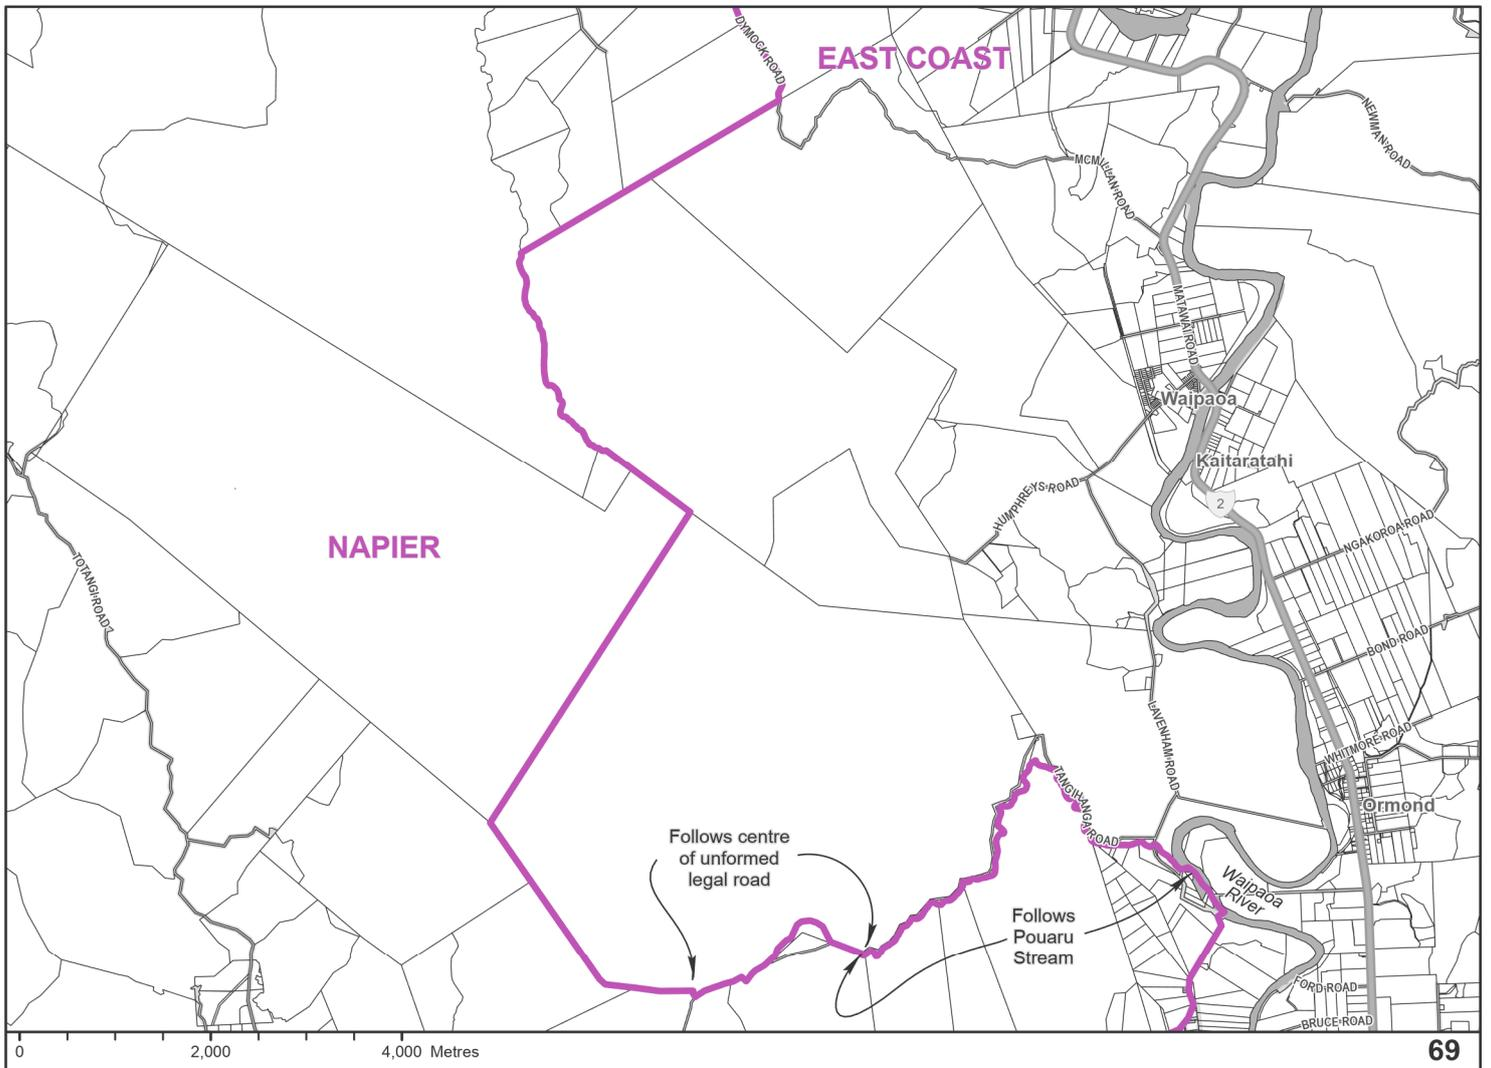 DYMOCK ROAD
EAST COAST
NEWMAN ROAD
MCMILLAN ROAD
MATAWAI ROAD
Waipaoa
Kaitaratahi
HUMPHREYS ROAD
2
NGAKOROA ROAD
NAPIER
TOTANGI ROAD
BOND ROAD
LAVENHAM ROAD
WHITMORE ROAD
TANGIHANGA ROAD
Ormond
Follows centre
of unformed
legal road
Waipaoa
River
Follows
Pouaru
Stream
FORD ROAD
BRUCE ROAD
0
2,000
4,000 Metres
69